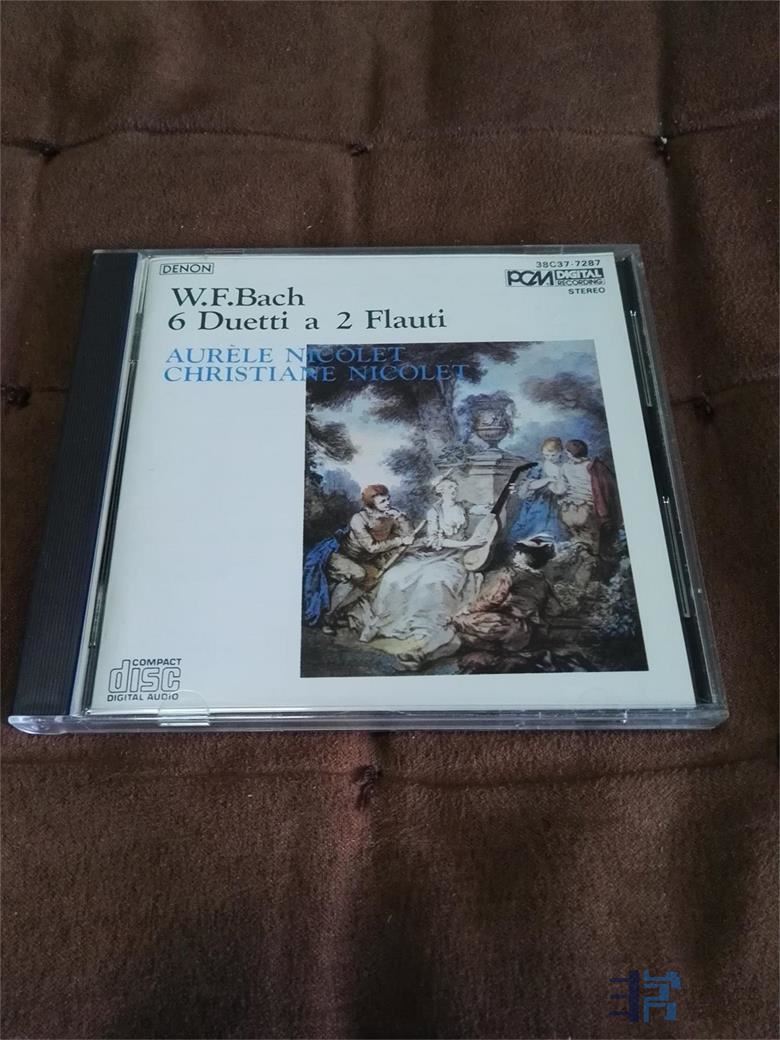 DENON
38C37-7287
PCM DIGITAL RECORDING
STEREO
W.F.Bach
6 Duetti a 2 Flauti
AURÈLE NICOLET
CHRISTIANE NICOLET
COMPACT
disc
DIGITAL AUDIO